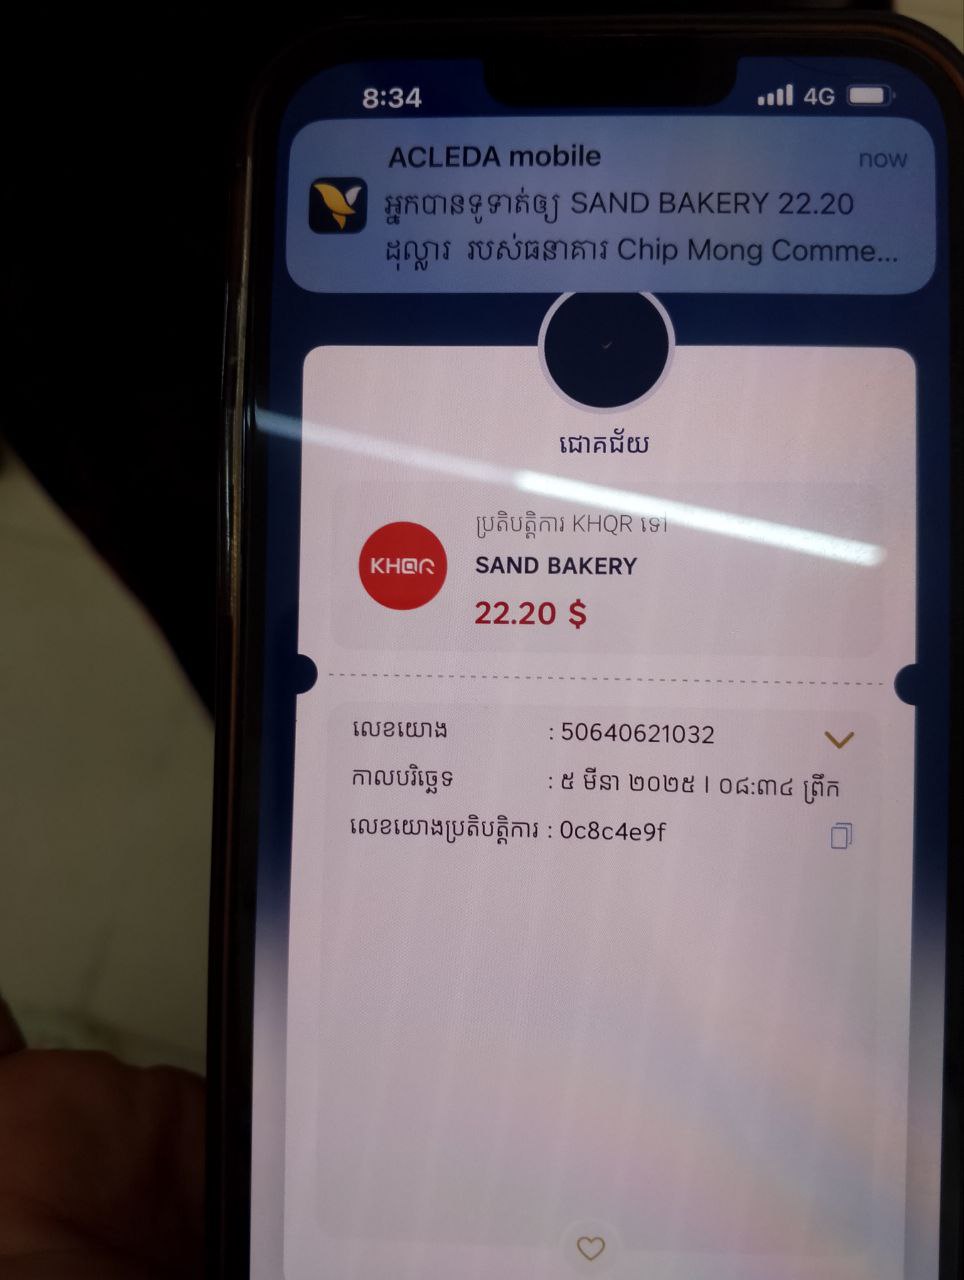 8:34 4G
ACLEDA mobile now
អ្នកបានទូទាត់ឲ្យ SAND BAKERY 22.20
ដុល្លារ របស់ធនាគារ Chip Mong Comme...
ជោគជ័យ
ប្រតិបត្តិការ KHQR ទៅ
KHQR
SAND BAKERY
22.20 $
លេខយោង : 50640621032
កាលបរិច្ឆេទ : ៥ មីនា ២០២៥ | ០៨:៣៤ ព្រឹក
លេខយោងប្រតិបត្តិការ : 0c8c4e9f